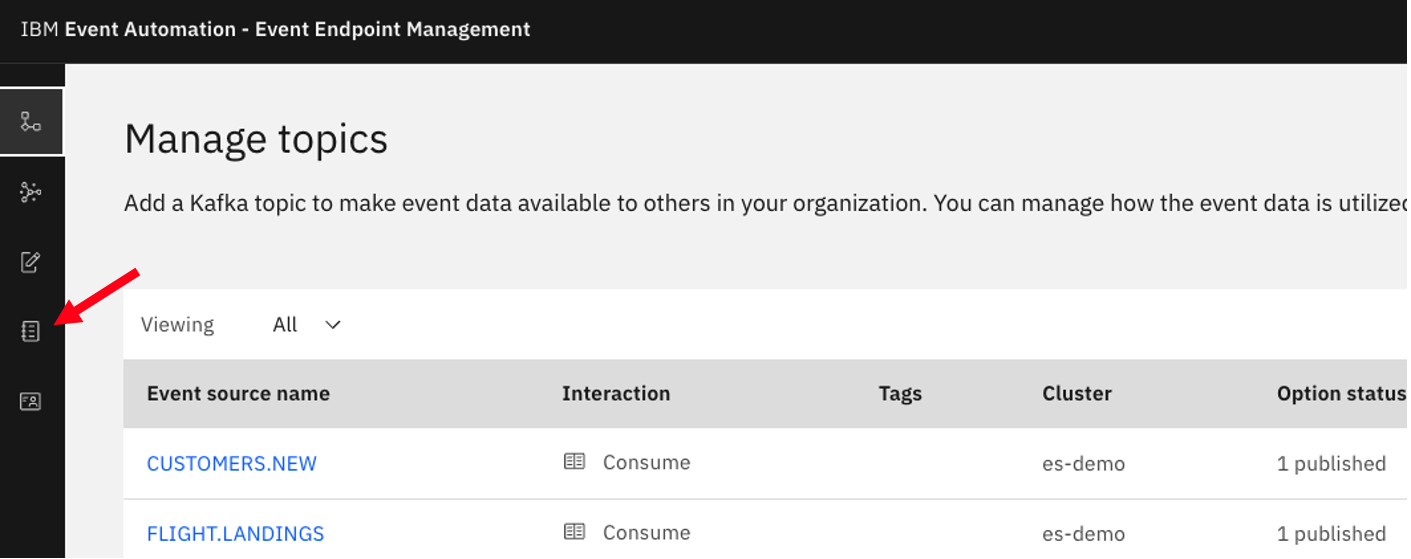 IBM Event Automation - Event Endpoint Management
Manage topics
Add a Kafka topic to make event data available to others in your organization. You can manage how the event data is utilized
Viewing All
Event source name Interaction Tags Cluster Option status
CUSTOMERS.NEW Consume es-demo 1 published
FLIGHT.LANDINGS Consume es-demo 1 published